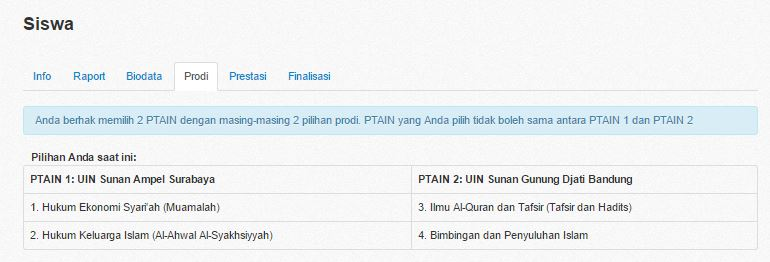 Siswa
Info Raport Biodata Prodi Prestasi Finalisasi
Anda berhak memilih 2 PTAIN dengan masing-masing 2 pilihan prodi. PTAIN yang Anda pilih tidak boleh sama antara PTAIN 1 dan PTAIN 2
Pilihan Anda saat ini:
PTAIN 1: UIN Sunan Ampel Surabaya PTAIN 2: UIN Sunan Gunung Djati Bandung
1. Hukum Ekonomi Syari'ah (Muamalah) 3. Ilmu Al-Quran dan Tafsir (Tafsir dan Hadits)
2. Hukum Keluarga Islam (Al-Ahwal Al-Syakhsiyyah) 4. Bimbingan dan Penyuluhan Islam